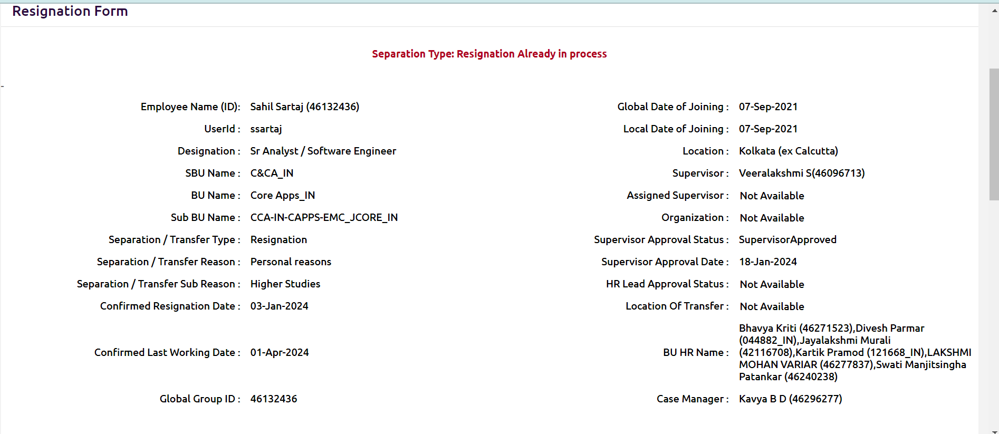 Resignation Form
Separation Type: Resignation Already in process
-
Employee Name (ID): Sahil Sartaj (46132436)
Global Date of Joining : 07-Sep-2021
UserId : ssartaj
Local Date of Joining : 07-Sep-2021
Designation : Sr Analyst / Software Engineer
Location : Kolkata (ex Calcutta)
SBU Name : C&CA_IN
Supervisor : Veeralakshmi S(46096713)
BU Name : Core Apps_IN
Assigned Supervisor : Not Available
Sub BU Name : CCA-IN-CAPPS-EMC_JCORE_IN
Organization : Not Available
Separation / Transfer Type : Resignation
Supervisor Approval Status : SupervisorApproved
Separation / Transfer Reason : Personal reasons
Supervisor Approval Date : 18-Jan-2024
Separation / Transfer Sub Reason : Higher Studies
HR Lead Approval Status : Not Available
Confirmed Resignation Date : 03-Jan-2024
Location Of Transfer : Not Available
Confirmed Last Working Date : 01-Apr-2024
BU HR Name : Bhavya Kriti (46271523),Divesh Parmar
(044882_IN),Jayalakshmi Murali
(42116708),Kartik Pramod (121668_IN),LAKSHMI
MOHAN VARIAR (46277837),Swati Manjitsingha
Patankar (46240238)
Global Group ID : 46132436
Case Manager : Kavya B D (46296277)